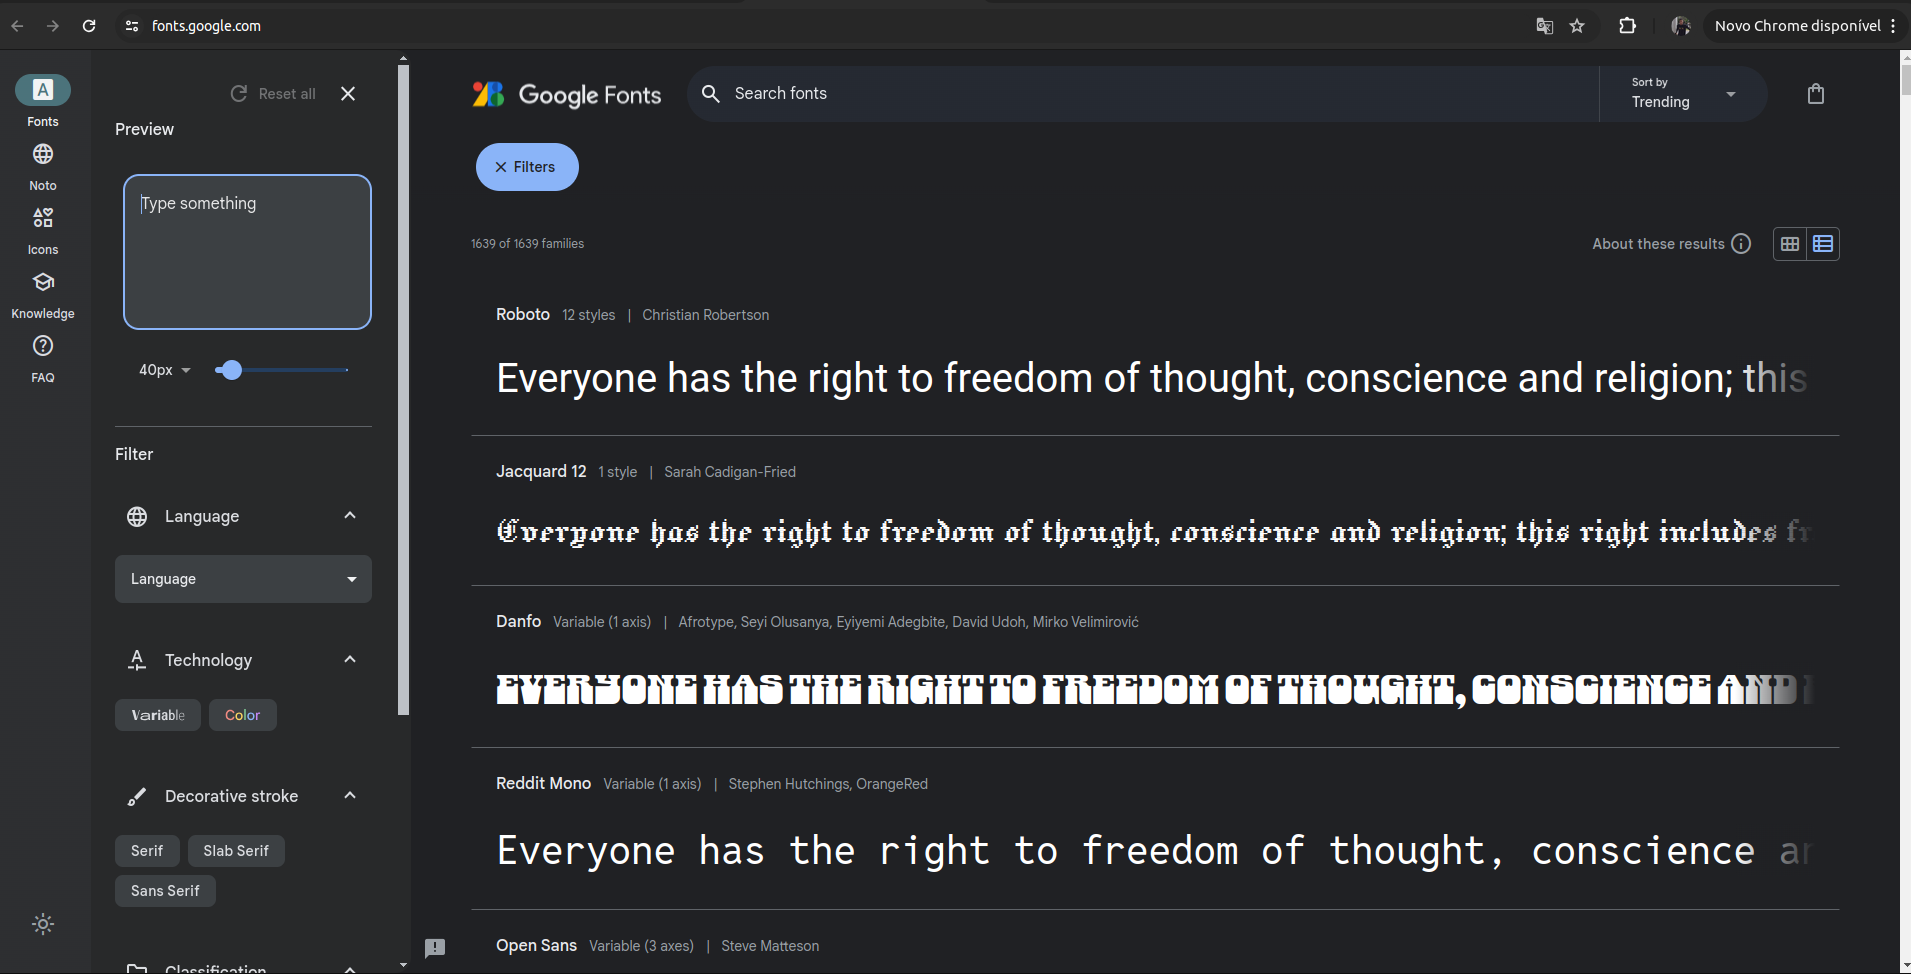 fonts.google.com
Novo Chrome disponível
A
Fonts
Noto
Icons
Knowledge
FAQ
Reset all
Preview
Type something
40px
Filter
Language
Language
Technology
Variable
Color
Decorative stroke
Serif
Slab Serif
Sans Serif
Classification
Google Fonts
Search fonts
Sort by
Trending
Filters
1639 of 1639 families
About these results
Roboto 12 styles | Christian Robertson
Everyone has the right to freedom of thought, conscience and religion; this
Jacquard 12 1 style | Sarah Cadigan-Fried
Everyone has the right to freedom of thought, conscience and religion; this right includes fr
Danfo Variable (1 axis) | Afrotype, Seyi Olusanya, Eyiyemi Adegbite, David Udoh, Mirko Velimirović
EVERYONE HAS THE RIGHT TO FREEDOM OF THOUGHT, CONSCIENCE AND
Reddit Mono Variable (1 axis) | Stephen Hutchings, OrangeRed
Everyone has the right to freedom of thought, conscience an
Open Sans Variable (3 axes) | Steve Matteson